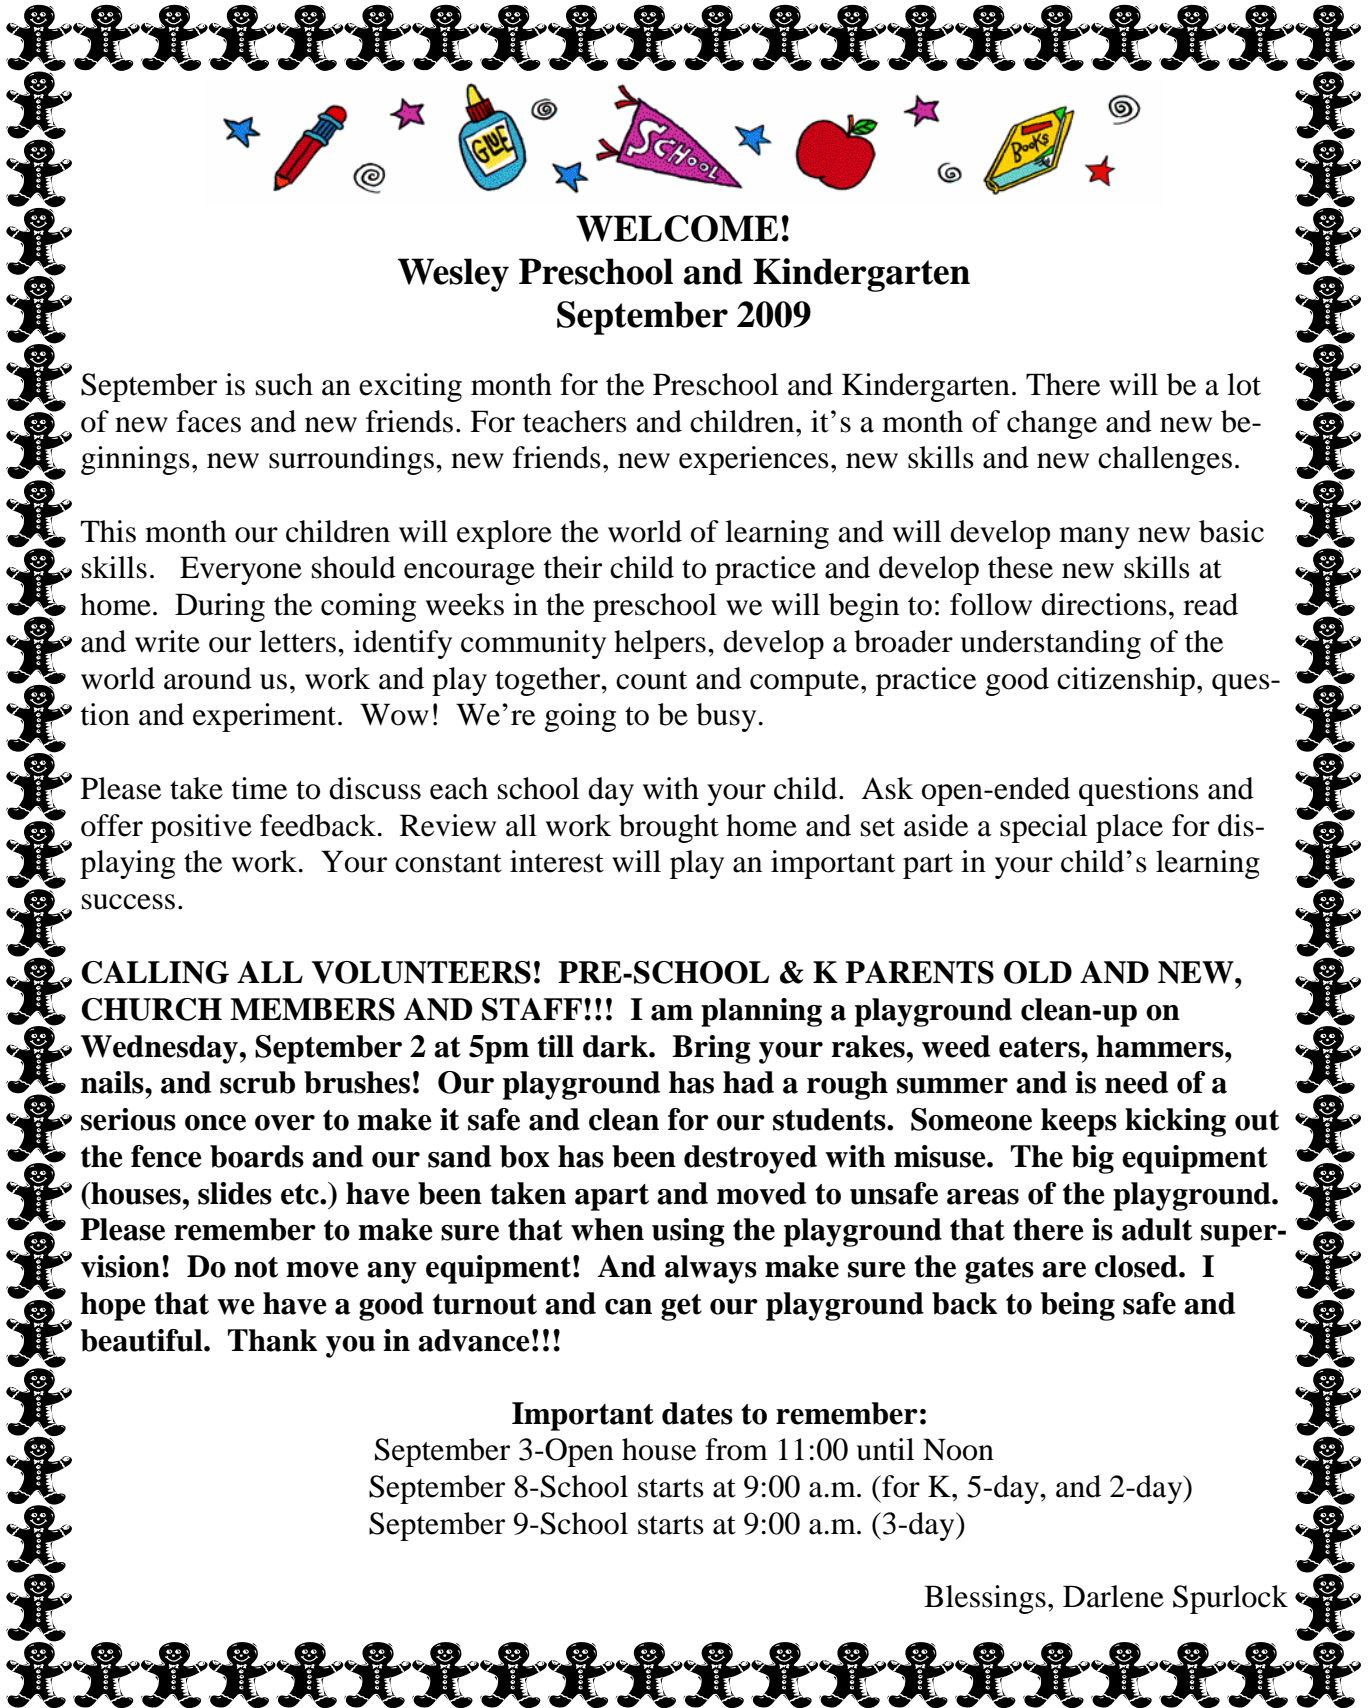 GLUE
SCHOOL
Books
WELCOME!
Wesley Preschool and Kindergarten
September 2009
September is such an exciting month for the Preschool and Kindergarten. There will be a lot
of new faces and new friends. For teachers and children, it’s a month of change and new be-
ginnings, new surroundings, new friends, new experiences, new skills and new challenges.
This month our children will explore the world of learning and will develop many new basic
skills.   Everyone should encourage their child to practice and develop these new skills at
home.  During the coming weeks in the preschool we will begin to: follow directions, read
and write our letters, identify community helpers, develop a broader understanding of the
world around us, work and play together, count and compute, practice good citizenship, ques-
tion and experiment.  Wow!  We’re going to be busy.
Please take time to discuss each school day with your child.  Ask open-ended questions and
offer positive feedback.  Review all work brought home and set aside a special place for dis-
playing the work.  Your constant interest will play an important part in your child’s learning
success.
CALLING ALL VOLUNTEERS!  PRE-SCHOOL & K PARENTS OLD AND NEW,
CHURCH MEMBERS AND STAFF!!!  I am planning a playground clean-up on
Wednesday, September 2 at 5pm till dark.  Bring your rakes, weed eaters, hammers,
nails, and scrub brushes!  Our playground has had a rough summer and is need of a
serious once over to make it safe and clean for our students.  Someone keeps kicking out
the fence boards and our sand box has been destroyed with misuse.  The big equipment
(houses, slides etc.) have been taken apart and moved to unsafe areas of the playground.
Please remember to make sure that when using the playground that there is adult super-
vision!  Do not move any equipment!  And always make sure the gates are closed.  I
hope that we have a good turnout and can get our playground back to being safe and
beautiful.  Thank you in advance!!!
Important dates to remember:
September 3-Open house from 11:00 until Noon
September 8-School starts at 9:00 a.m. (for K, 5-day, and 2-day)
September 9-School starts at 9:00 a.m. (3-day)
Blessings, Darlene Spurlock